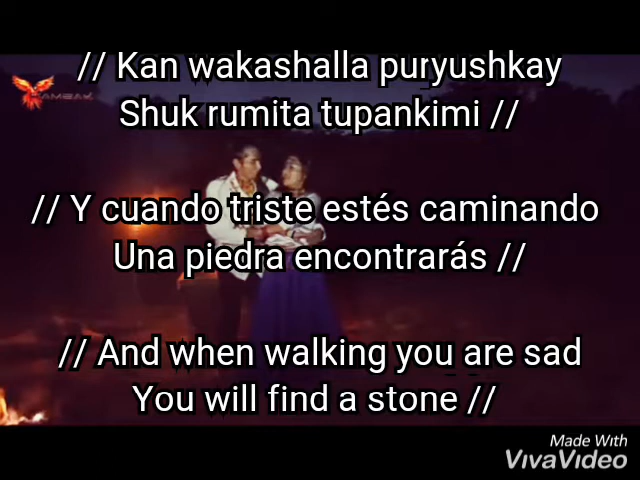 // Kan wakashalla puryushkay
Shuk rumita tupankimi //
// Y cuando triste estés caminando
Una piedra encontrarás //
// And when walking you are sad
You will find a stone //
Made With
VivaVideo